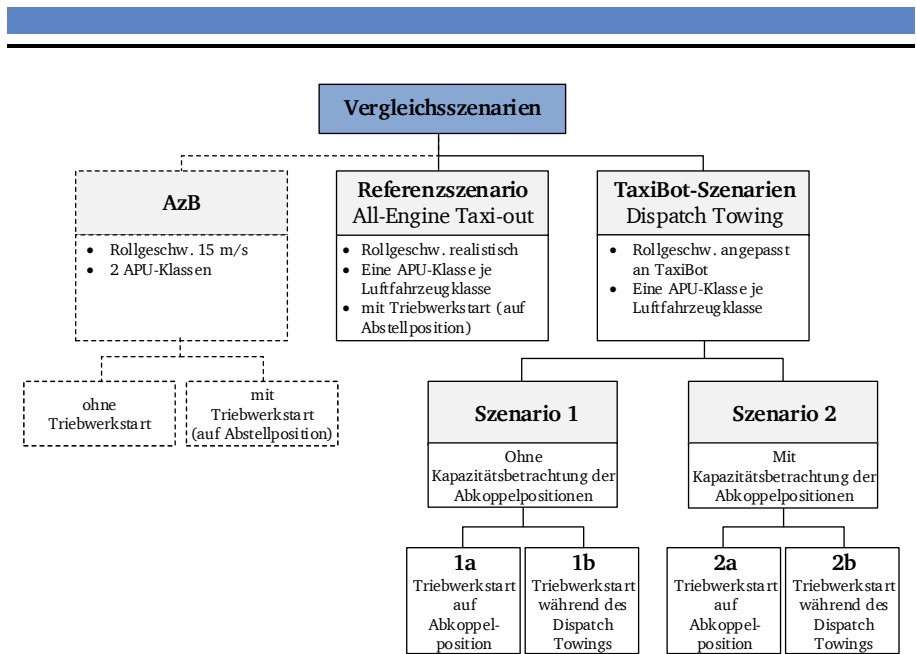 Vergleichsszenarien
AzB
• Rollgeschw. 15 m/s
• 2 APU-Klassen
ohne
Triebwerkstart
mit
Triebwerkstart
(auf Abstellposition)
Referenzszenario
All-Engine Taxi-out
• Rollgeschw. realistisch
• Eine APU-Klasse je
Luftfahrzeugklasse
• mit Triebwerkstart (auf
Abstellposition)
TaxiBot-Szenarien
Dispatch Towing
• Rollgeschw. angepasst
an TaxiBot
• Eine APU-Klasse je
Luftfahrzeugklasse
Szenario 1
Ohne
Kapazitätsbetrachtung der
Abkoppelpositionen
1a
Triebwerkstart
auf
Abkoppel-
position
1b
Triebwerkstart
während des
Dispatch
Towings
Szenario 2
Mit
Kapazitätsbetrachtung der
Abkoppelpositionen
2a
Triebwerkstart
auf
Abkoppel-
position
2b
Triebwerkstart
während des
Dispatch
Towings